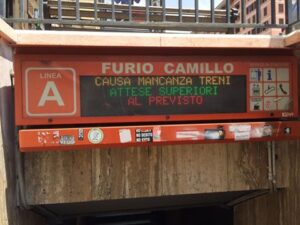 LINEA
A
FURIO CAMILLO
CAUSA MANCANZA TRENI
ATTESE SUPERIORI
AL PREVISTO